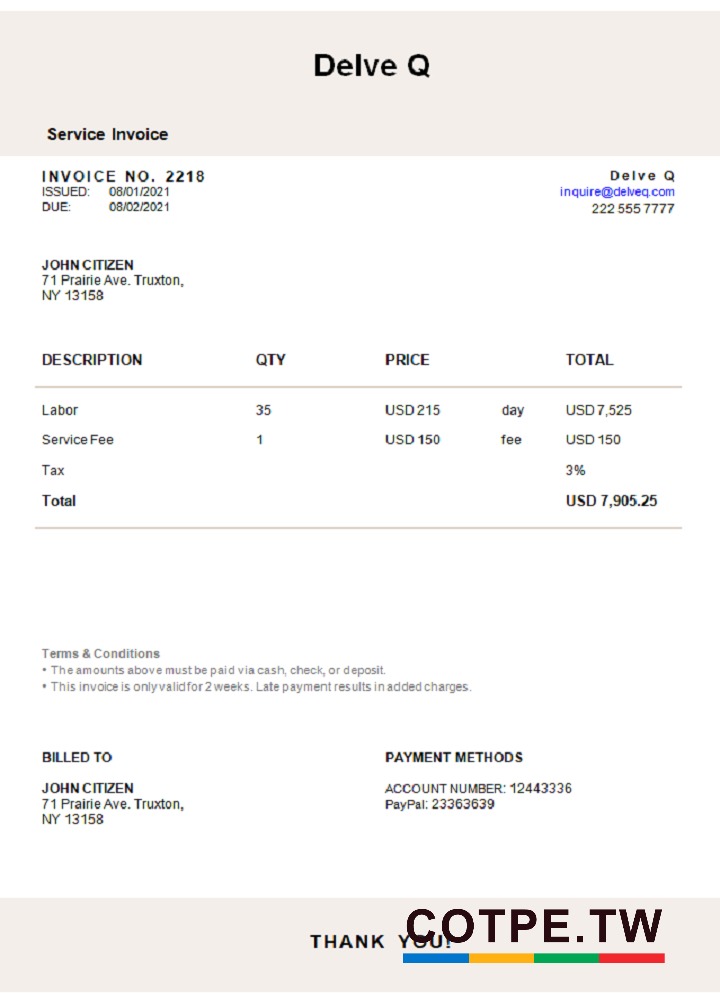 Delve Q
Service Invoice
INVOICE NO. 2218
ISSUED: 08/01/2021
DUE: 08/02/2021
Delve Q
inquire@delveq.com
222 555 7777
JOHN CITIZEN
71 Prairie Ave. Truxton,
NY 13158
DESCRIPTION QTY PRICE TOTAL
Labor 35 USD 215 day USD 7,525
Service Fee 1 USD 150 fee USD 150
Tax 3%
Total USD 7,905.25
Terms & Conditions
• The amounts above must be paid via cash, check, or deposit.
• This invoice is only valid for 2 weeks. Late payment results in added charges.
BILLED TO
JOHN CITIZEN
71 Prairie Ave. Truxton,
NY 13158
PAYMENT METHODS
ACCOUNT NUMBER: 12443336
PayPal: 23363639
THANK YOU!
COTPE.TW